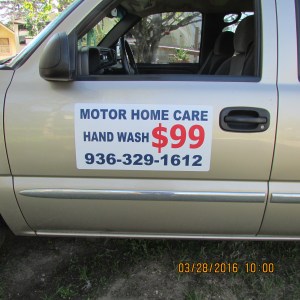 MOTOR HOME CARE
HAND WASH $99
936-329-1612
03/28/2016 10:00